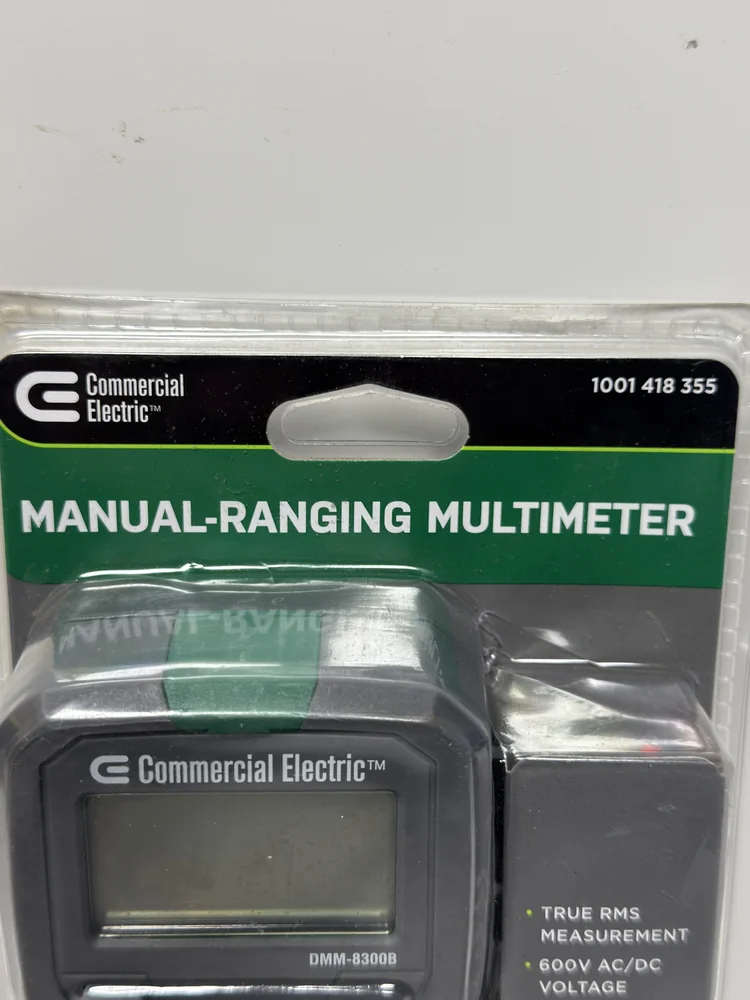 Commercial
Electric™
1001 418 355
MANUAL-RANGING MULTIMETER
Commercial Electric™
DMM-8300B
• TRUE RMS
MEASUREMENT
• 600V AC/DC
VOLTAGE